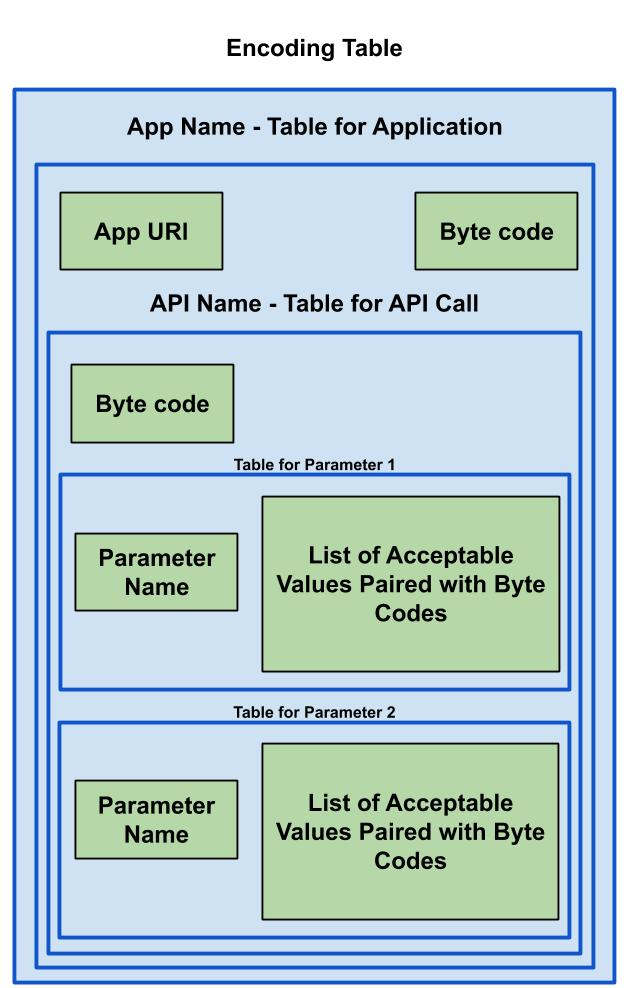 Encoding Table
App Name - Table for Application
App URI
Byte code
API Name - Table for API Call
Byte code
Table for Parameter 1
Parameter
Name
List of Acceptable
Values Paired with Byte
Codes
Table for Parameter 2
Parameter
Name
List of Acceptable
Values Paired with Byte
Codes